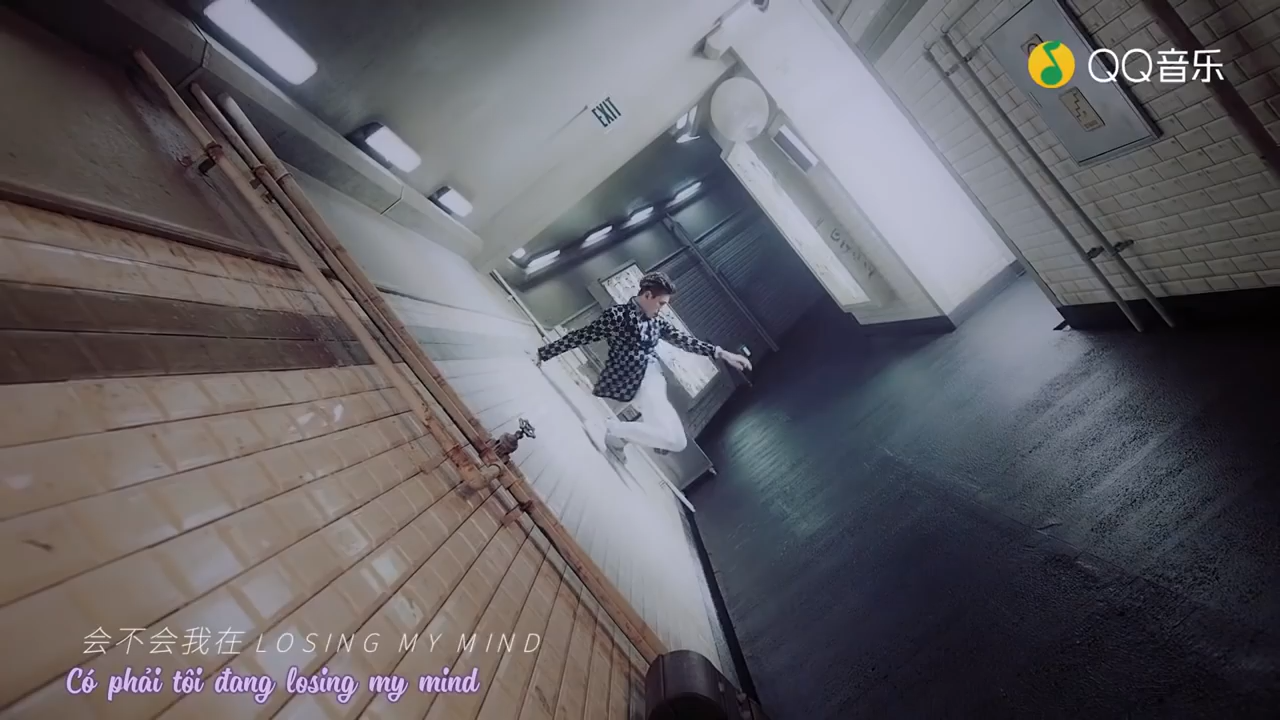 QQ音乐
EXIT
会不会我在 LOSING MY MIND
Có phải tôi đang losing my mind